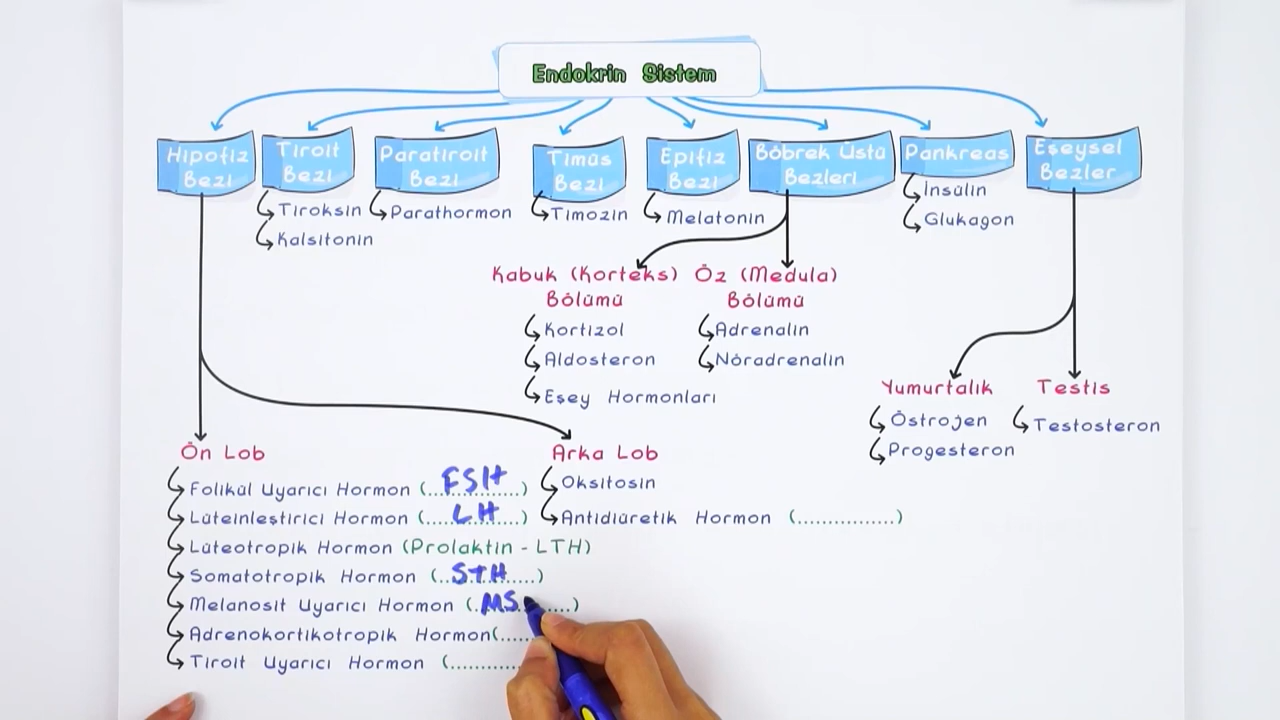 Endokrin Sistem
Hipofiz Bezi
Tiroit Bezi
Paratiroit Bezi
Timüs Bezi
Epifiz Bezi
Böbrek Üstü Bezleri
Pankreas
Eşeysel Bezler
Tiroksin
Kalsitonin
Parathormon
Timozin
Melatonin
İnsülin
Glukagon
Kabuk (Korteks) Bölümü
Kortizol
Aldosteron
Eşey Hormonları
Öz (Medula) Bölümü
Adrenalin
Noradrenalin
Yumurtalık
Östrojen
Progesteron
Testis
Testosteron
Ön Lob
Folikül Uyarıcı Hormon (FSH)
Lüteinleştirici Hormon (LH)
Lüteotropik Hormon (Prolaktin - LTH)
Somatotropik Hormon (STH)
Melanosit Uyarıcı Hormon (MS......)
Adrenokortikotropik Hormon(.....
Tiroit Uyarıcı Hormon (............
Arka Lob
Oksitosin
Antidiüretik Hormon (................)